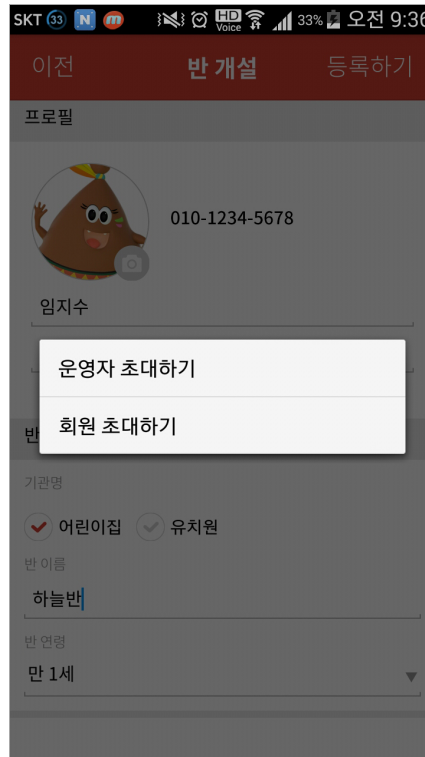 SKT 33 N m HD Voice 33% 오전 9:36
이전 반 개설 등록하기
프로필
010-1234-5678
임지수
운영자 초대하기
회원 초대하기
반
기관명
어린이집 유치원
반 이름
하늘반
반 연령
만 1세